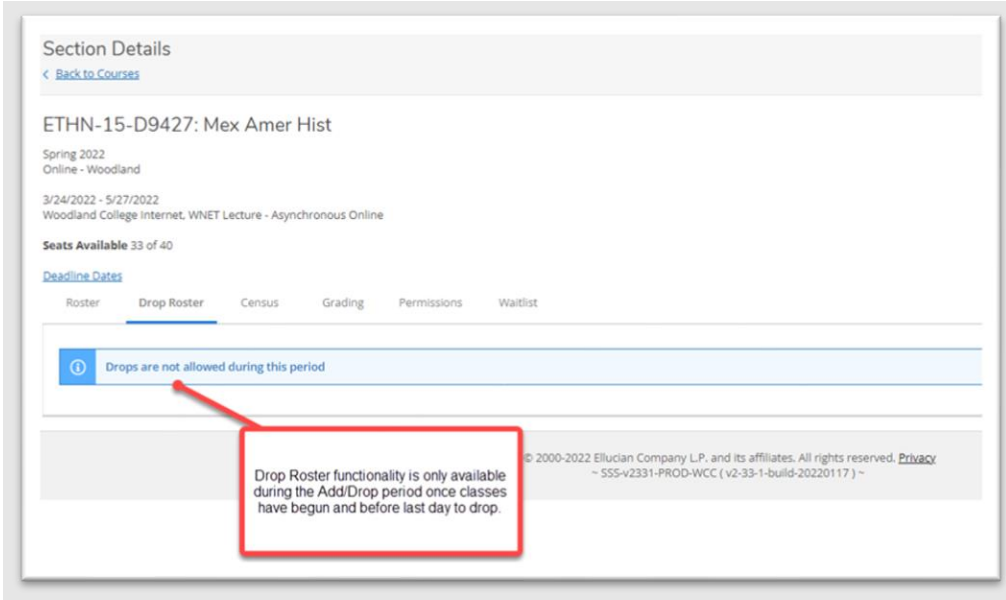 Section Details
< Back to Courses
ETHN-15-D9427: Mex Amer Hist
Spring 2022
Online - Woodland
3/24/2022 - 5/27/2022
Woodland College Internet, WNET Lecture - Asynchronous Online
Seats Available 33 of 40
Deadline Dates
Roster Drop Roster Census Grading Permissions Waitlist
Drops are not allowed during this period
Drop Roster functionality is only available
during the Add/Drop period once classes
have begun and before last day to drop.
© 2000-2022 Ellucian Company L.P. and its affiliates. All rights reserved. Privacy
~ SSS-v2331-PROD-WCC ( v2-33-1-build-20220117 ) ~